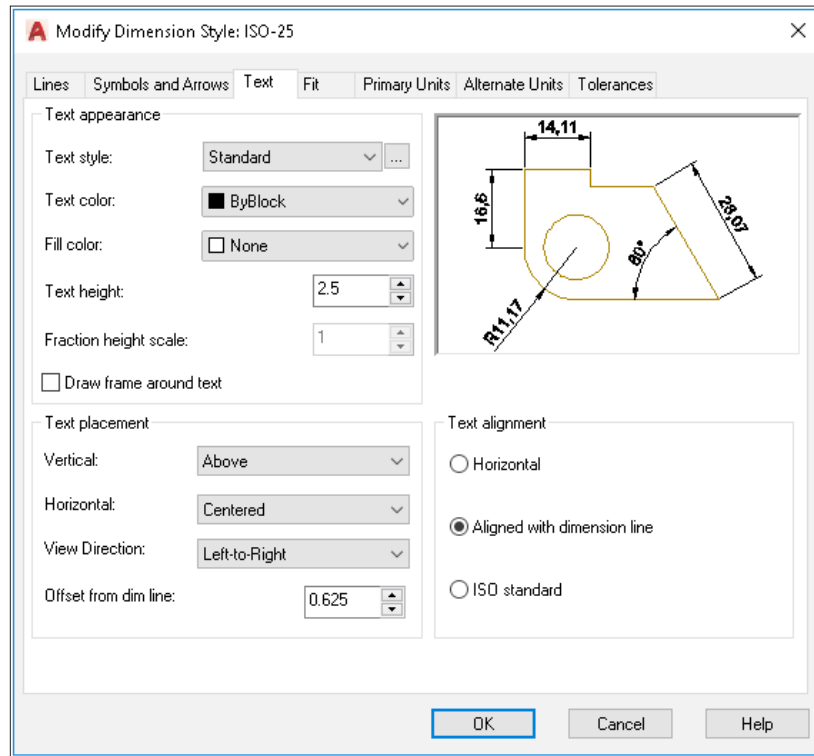 Modify Dimension Style: ISO-25
Lines Symbols and Arrows Text Fit Primary Units Alternate Units Tolerances
Text appearance
Text style: Standard ...
Text color: ByBlock
Fill color: None
Text height: 2.5
Fraction height scale: 1
Draw frame around text
14,11
16,6
28,07
60°
R11,17
Text placement
Vertical: Above
Horizontal: Centered
View Direction: Left-to-Right
Offset from dim line: 0.625
Text alignment
Horizontal
Aligned with dimension line
ISO standard
OK Cancel Help